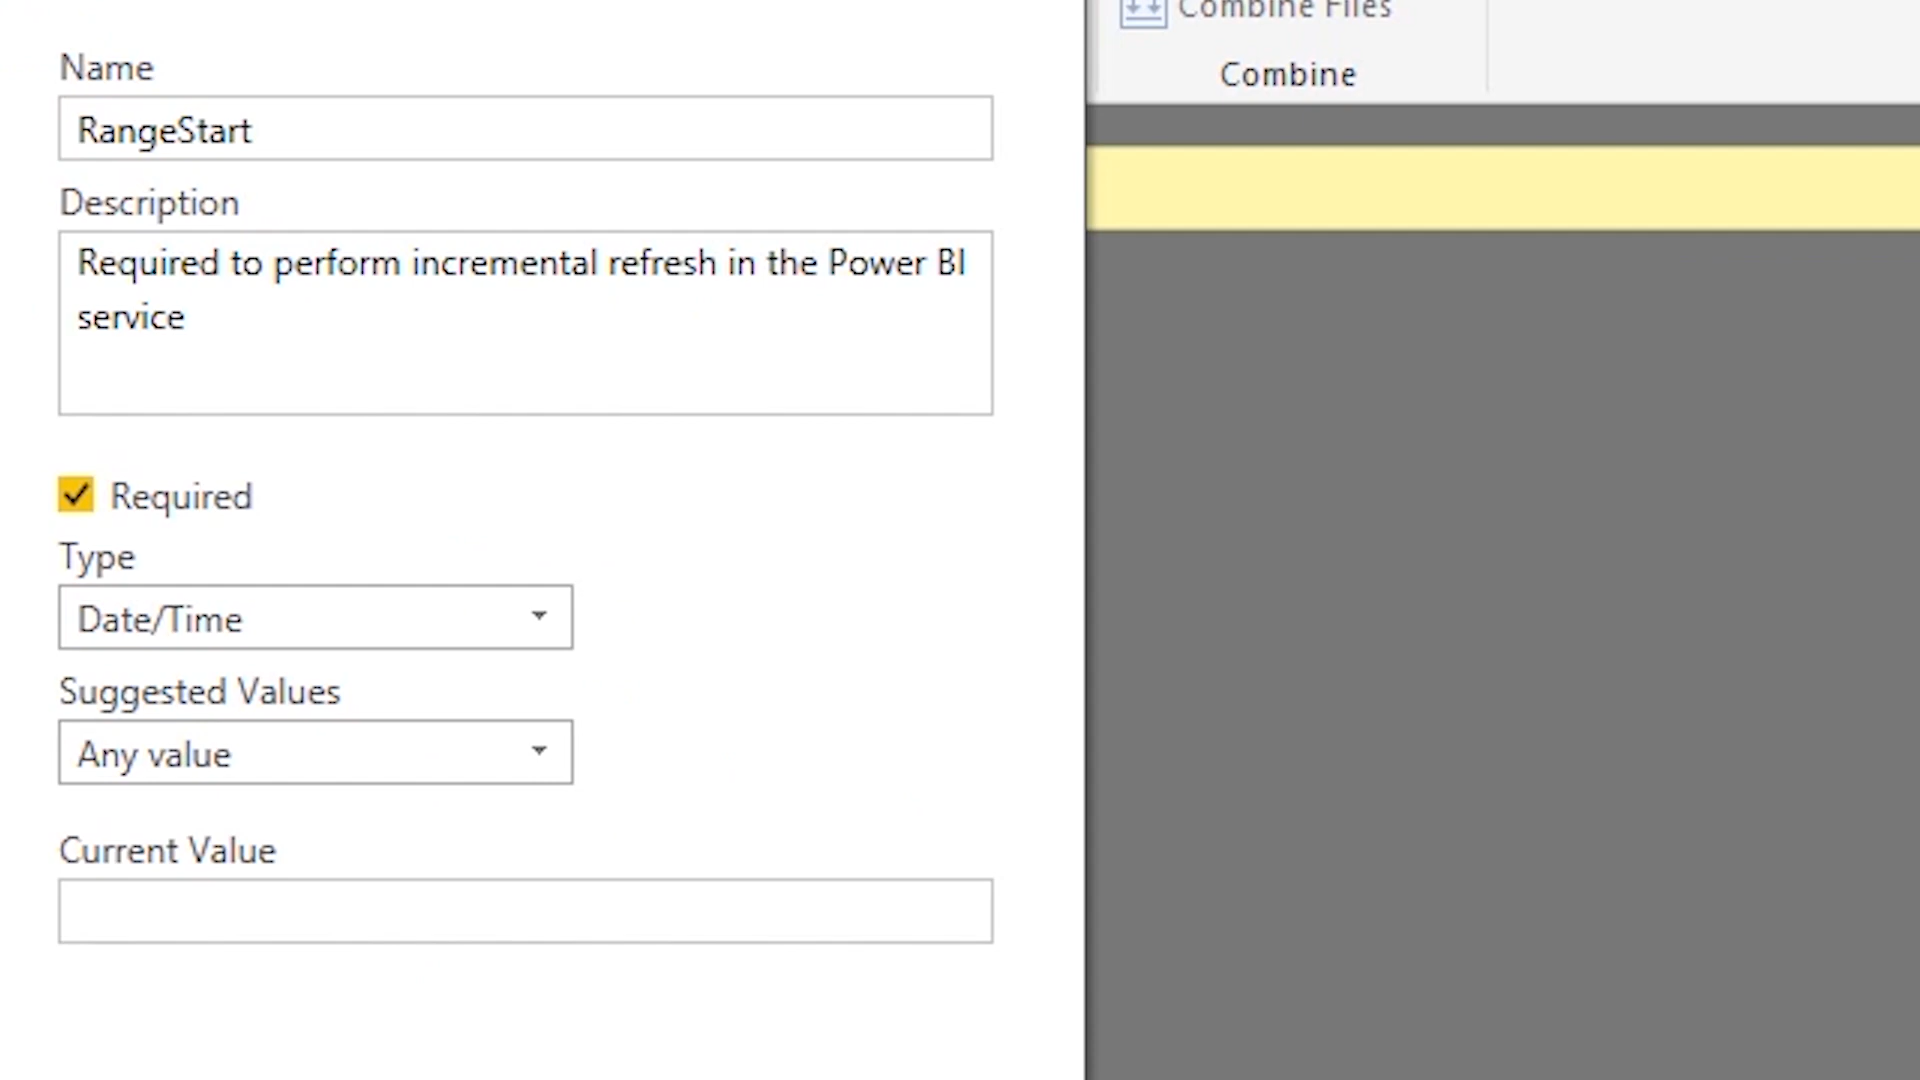 Combine Files
Combine
Name
RangeStart
Description
Required to perform incremental refresh in the Power BI
service
Required
Type
Date/Time
Suggested Values
Any value
Current Value